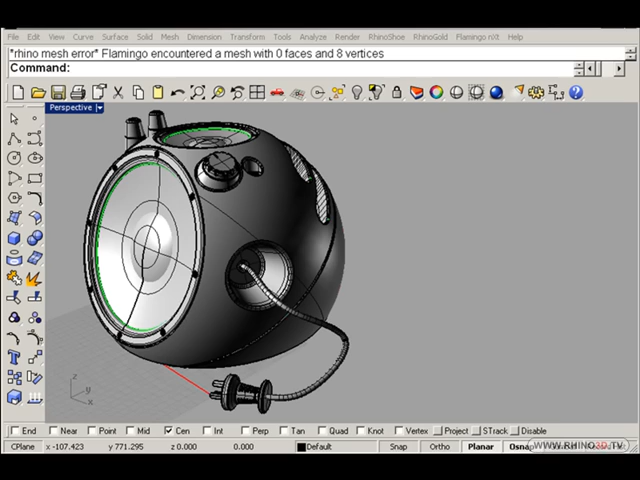 File Edit View Curve Surface Solid Mesh Dimension Transform Tools Analyze Render RhinoShoe RhinoGold Flamingo nXt Help
"rhino mesh error" Flamingo encountered a mesh with 0 faces and 8 vertices
Command:
Perspective
z
y
x
End Near Point Mid Cen Int Perp Tan Quad Knot Vertex Project STrack Disable
CPlane x -107.423 y 771.295 z 0.000 0.000 Default Snap Ortho Planar Osnap
WWW.RHINO3D.TV